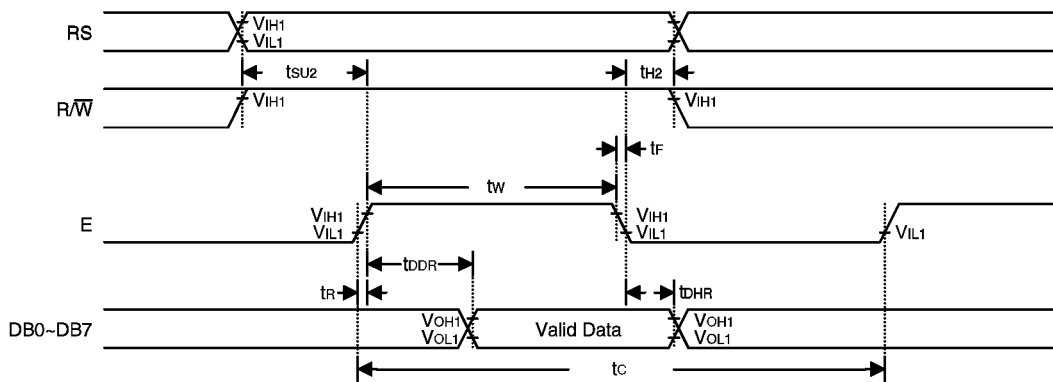 RS
VIH1
VIL1
tSU2
tH2
R/W̅
VIH1
VIH1
tF
tW
E
VIH1
VIL1
VIH1
VIL1
VIL1
tDDR
tR
tDHR
DB0~DB7
VOH1
VOL1
Valid Data
VOH1
VOL1
tC